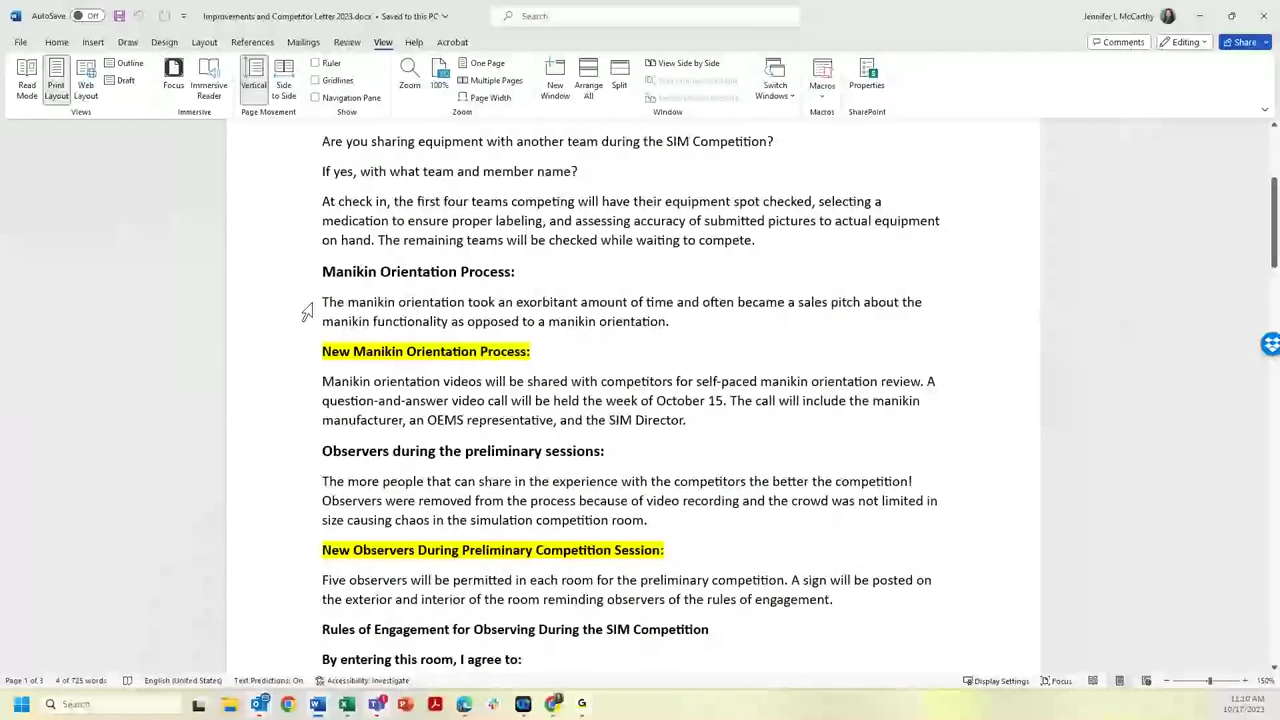 AutoSave Off Improvements and Competitor Letter 2023.docx • Saved to this PC Search Jennifer L McCarthy
File Home Insert Draw Design Layout References Mailings Review View Help Acrobat Comments Editing Share
Read Mode Print Layout Web Layout Outline Draft Focus Immersive Reader Vertical Side to Side Ruler Gridlines Navigation Pane Zoom 100% One Page Multiple Pages Page Width New Window Arrange All Split View Side by Side Switch Windows Macros Properties
Views Immersive Page Movement Show Zoom Window Macros SharePoint
Are you sharing equipment with another team during the SIM Competition?
If yes, with what team and member name?
At check in, the first four teams competing will have their equipment spot checked, selecting a
medication to ensure proper labeling, and assessing accuracy of submitted pictures to actual equipment
on hand. The remaining teams will be checked while waiting to compete.
Manikin Orientation Process:
The manikin orientation took an exorbitant amount of time and often became a sales pitch about the
manikin functionality as opposed to a manikin orientation.
New Manikin Orientation Process:
Manikin orientation videos will be shared with competitors for self-paced manikin orientation review. A
question-and-answer video call will be held the week of October 15. The call will include the manikin
manufacturer, an OEMS representative, and the SIM Director.
Observers during the preliminary sessions:
The more people that can share in the experience with the competitors the better the competition!
Observers were removed from the process because of video recording and the crowd was not limited in
size causing chaos in the simulation competition room.
New Observers During Preliminary Competition Session:
Five observers will be permitted in each room for the preliminary competition. A sign will be posted on
the exterior and interior of the room reminding observers of the rules of engagement.
Rules of Engagement for Observing During the SIM Competition
By entering this room, I agree to:
Page 1 of 3 4 of 725 words English (United States) Text Predictions: On Accessibility: Investigate Display Settings Focus 150%
Search
10/17/2023